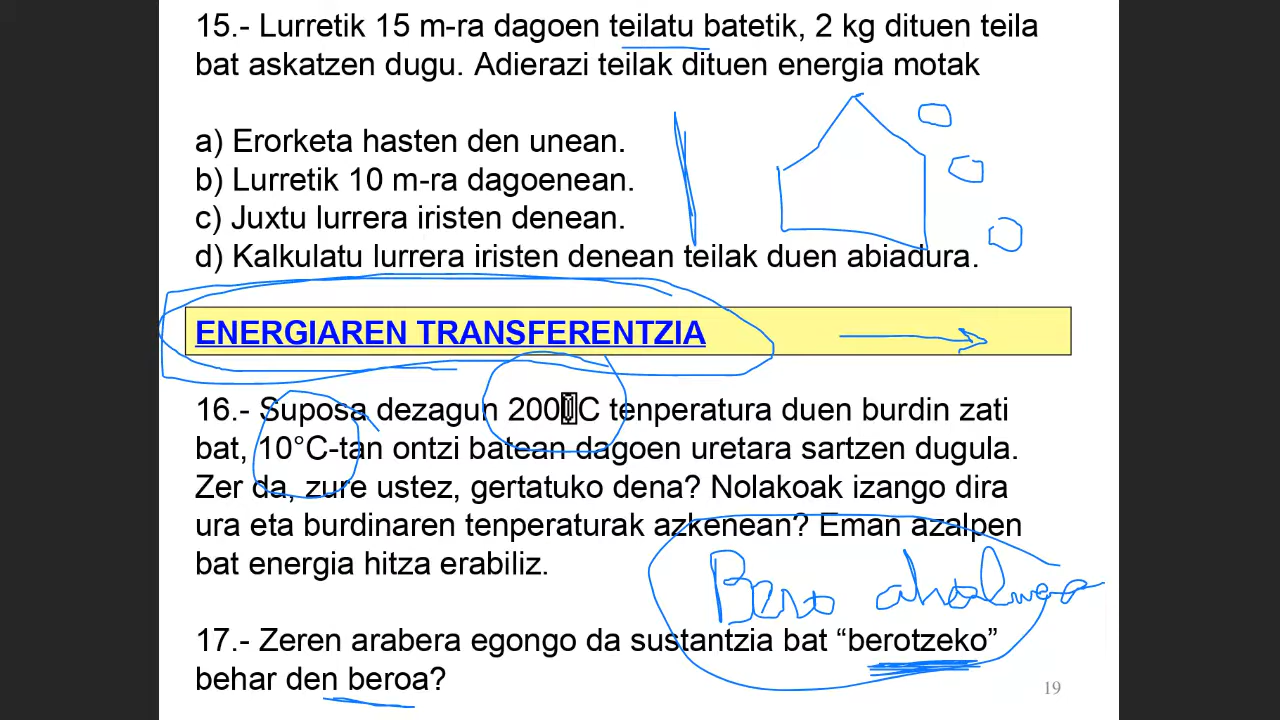 15.- Lurretik 15 m-ra dagoen teilatu batetik, 2 kg dituen teila
bat askatzen dugu. Adierazi teilak dituen energia motak
a) Erorketa hasten den unean.
b) Lurretik 10 m-ra dagoenean.
c) Juxtu lurrera iristen denean.
d) Kalkulatu lurrera iristen denean teilak duen abiadura.
ENERGIAREN TRANSFERENTZIA
16.- Suposa dezagun 200▯C tenperatura duen burdin zati
bat, 10°C-tan ontzi batean dagoen uretara sartzen dugula.
Zer da, zure ustez, gertatuko dena? Nolakoak izango dira
ura eta burdinaren tenperaturak azkenean? Eman azalpen
bat energia hitza erabiliz.
Bero ahalmena
17.- Zeren arabera egongo da sustantzia bat “berotzeko”
behar den beroa?
19